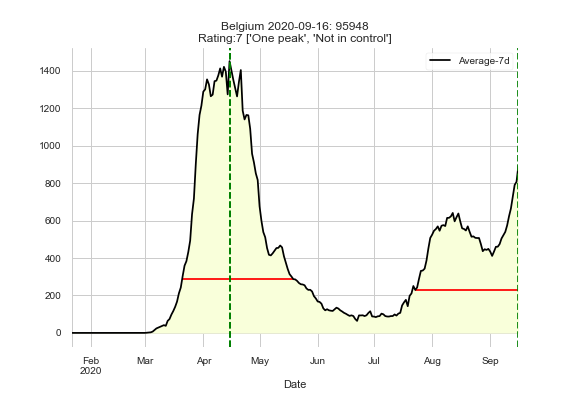 Belgium 2020-09-16: 95948
Rating:7 ['One peak', 'Not in control']
Average-7d
1400
1200
1000
800
600
400
200
0
Feb Mar Apr May Jun Jul Aug Sep
2020
Date